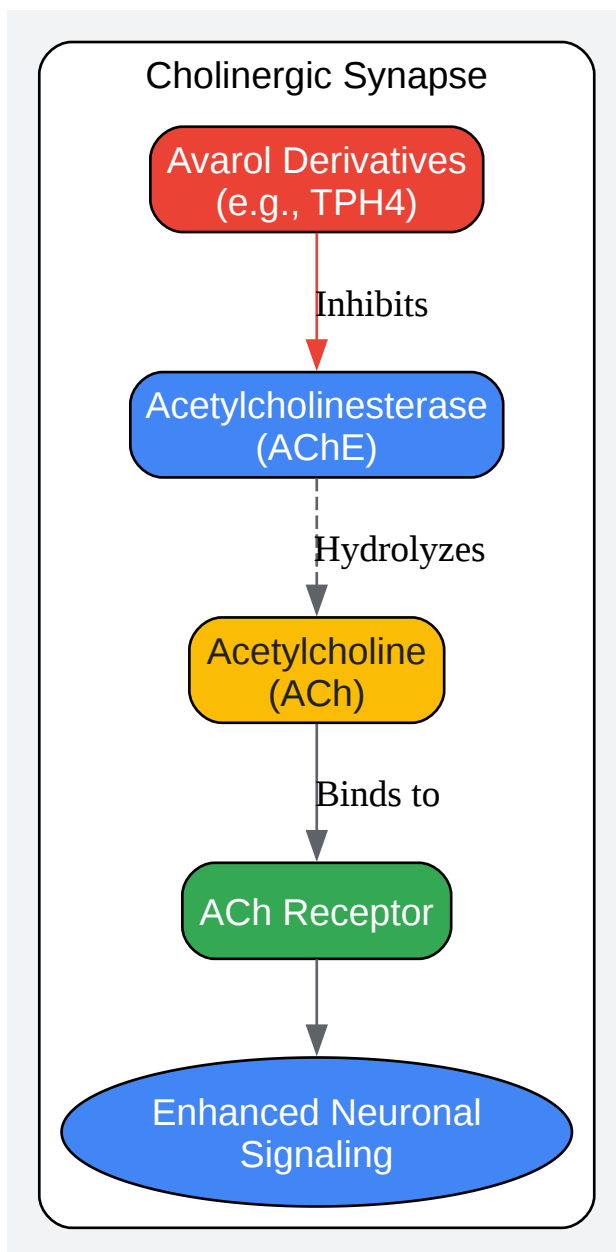 Cholinergic Synapse
Avarol Derivatives
(e.g., TPH4)
Inhibits
Acetylcholinesterase
(AChE)
Hydrolyzes
Acetylcholine
(ACh)
Binds to
ACh Receptor
Enhanced Neuronal
Signaling